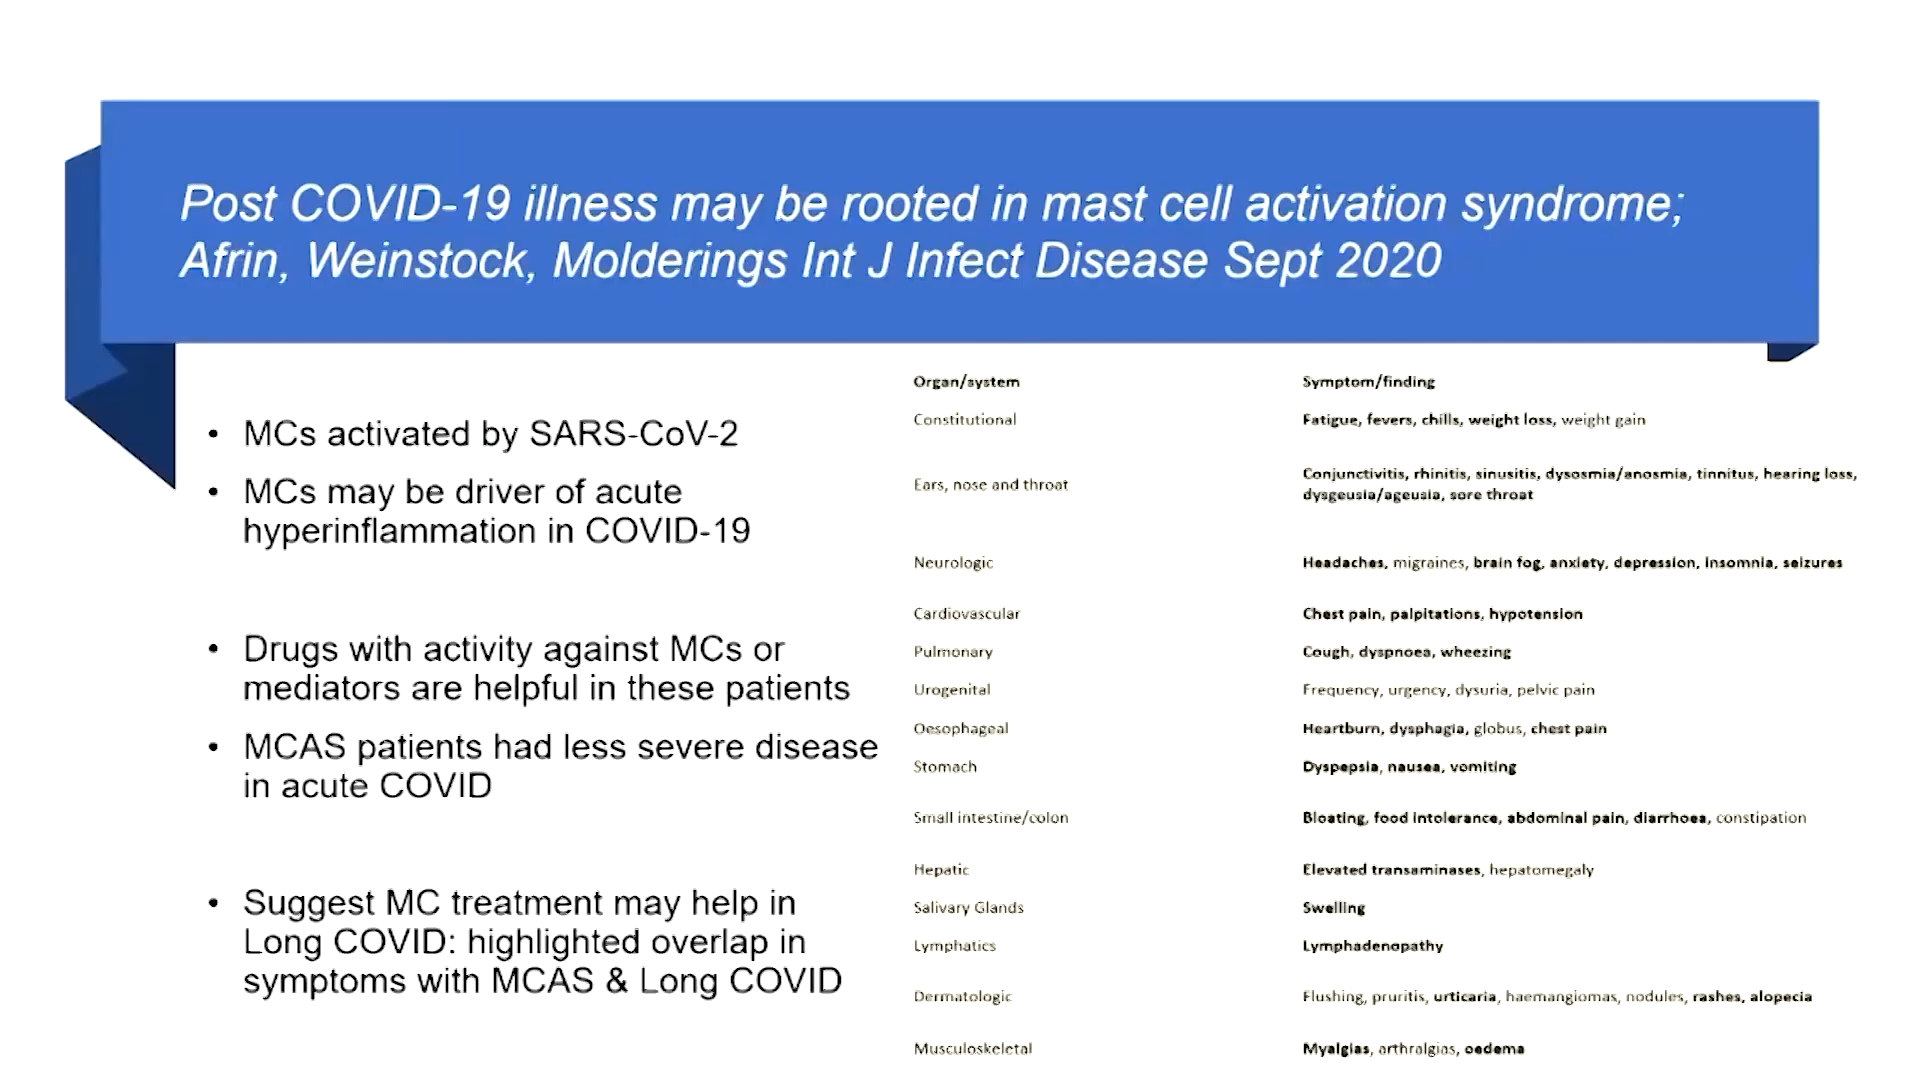 Post COVID-19 illness may be rooted in mast cell activation syndrome;
Afrin, Weinstock, Molderings Int J Infect Disease Sept 2020
• MCs activated by SARS-CoV-2
• MCs may be driver of acute
hyperinflammation in COVID-19
• Drugs with activity against MCs or
mediators are helpful in these patients
• MCAS patients had less severe disease
in acute COVID
• Suggest MC treatment may help in
Long COVID: highlighted overlap in
symptoms with MCAS & Long COVID
Organ/system Symptom/finding
Constitutional Fatigue, fevers, chills, weight loss, weight gain
Ears, nose and throat Conjunctivitis, rhinitis, sinusitis, dysosmia/anosmia, tinnitus, hearing loss,
dysgeusia/ageusia, sore throat
Neurologic Headaches, migraines, brain fog, anxiety, depression, insomnia, seizures
Cardiovascular Chest pain, palpitations, hypotension
Pulmonary Cough, dyspnoea, wheezing
Urogenital Frequency, urgency, dysuria, pelvic pain
Oesophageal Heartburn, dysphagia, globus, chest pain
Stomach Dyspepsia, nausea, vomiting
Small intestine/colon Bloating, food intolerance, abdominal pain, diarrhoea, constipation
Hepatic Elevated transaminases, hepatomegaly
Salivary Glands Swelling
Lymphatics Lymphadenopathy
Dermatologic Flushing, pruritis, urticaria, haemangiomas, nodules, rashes, alopecia
Musculoskeletal Myalgias, arthralgias, oedema